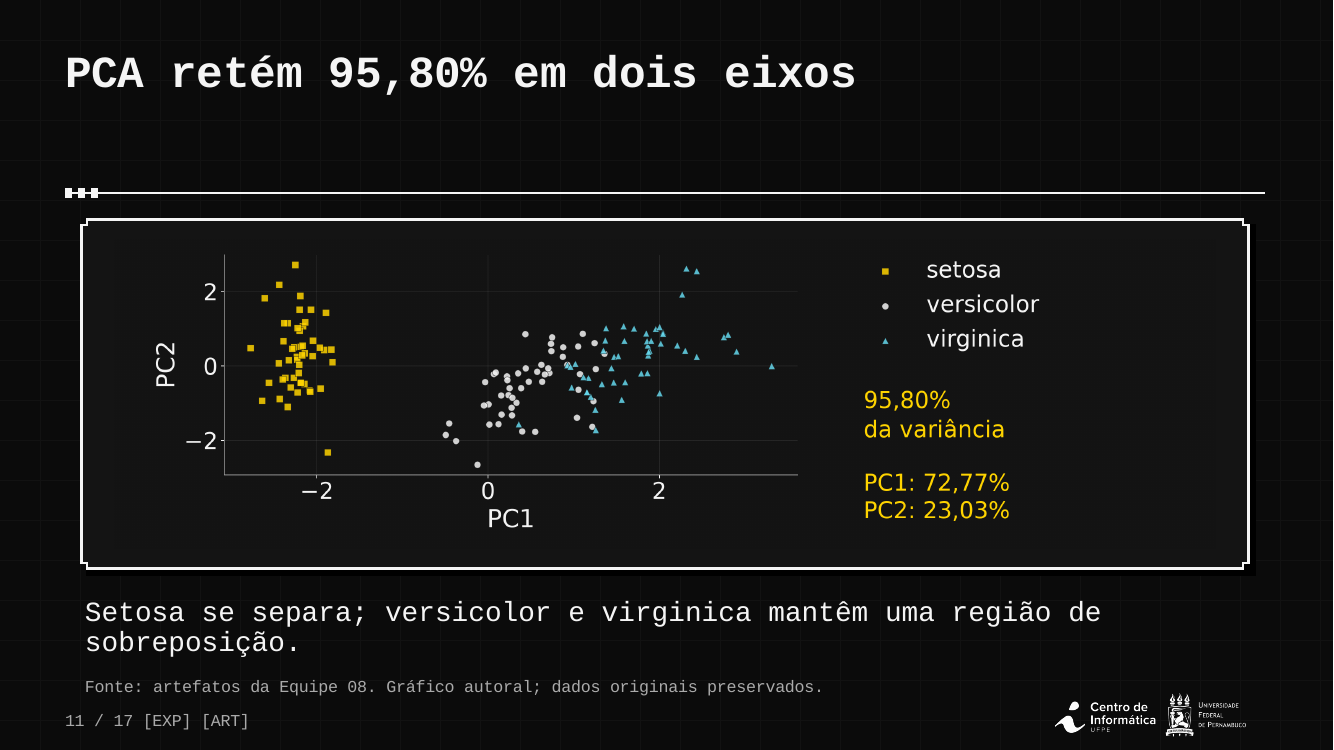 PCA retém 95,80% em dois eixos
setosa
versicolor
virginica
2
0
−2
PC2
−2
0
2
PC1
95,80%
da variância
PC1: 72,77%
PC2: 23,03%
Setosa se separa; versicolor e virginica mantêm uma região de
sobreposição.
Fonte: artefatos da Equipe 08. Gráfico autoral; dados originais preservados.
11 / 17 [EXP] [ART]
Centro de
Informática
UFPE
Universidade
Federal
de Pernambuco